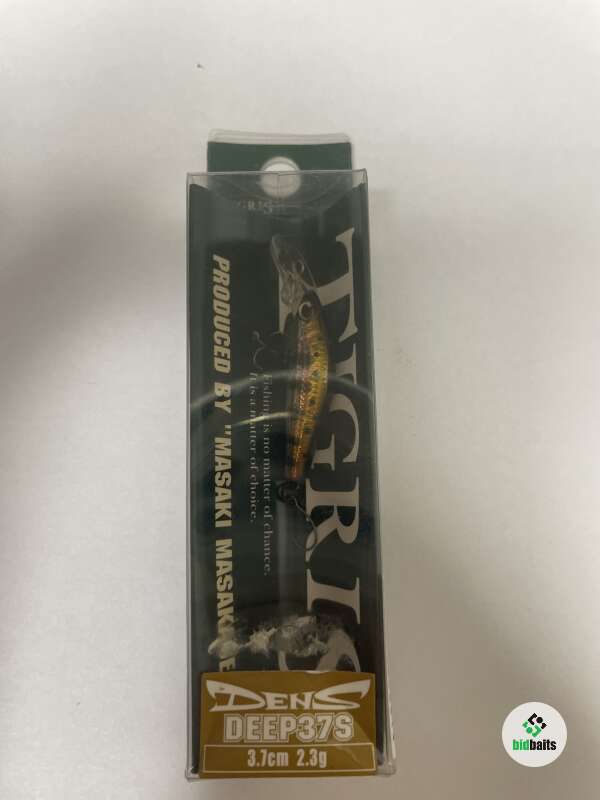 TIGRIS
Fishing is no matter of chance.
It is a matter of choice.
PRODUCED BY "MASAKI MASAKAGE
DENS
DEEP37S
3.7cm 2.3g
bidbaits